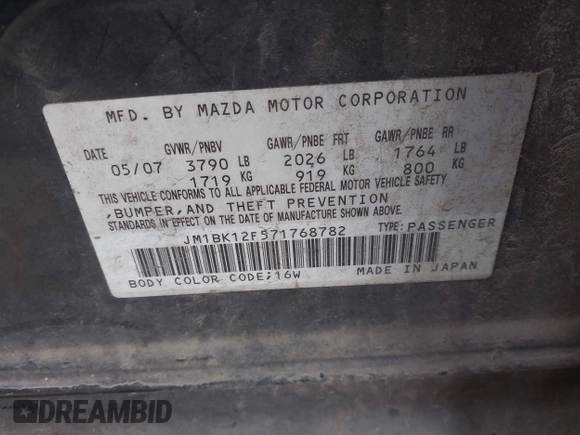 MFD. BY MAZDA MOTOR CORPORATION
DATE GVWR/PNBV GAWR/PNBE FRT GAWR/PNBE RR
05/07 3790 LB 2026 LB 1764 LB
1719 KG 919 KG 800 KG
THIS VEHICLE CONFORMS TO ALL APPLICABLE FEDERAL MOTOR VEHICLE SAFETY
,BUMPER,AND THEFT PREVENTION
STANDARDS IN EFFECT ON THE DATE OF MANUFACTURE SHOWN ABOVE.
JM1BK12F571768782 TYPE:PASSENGER
BODY COLOR CODE;16W MADE IN JAPAN
DREAMBID